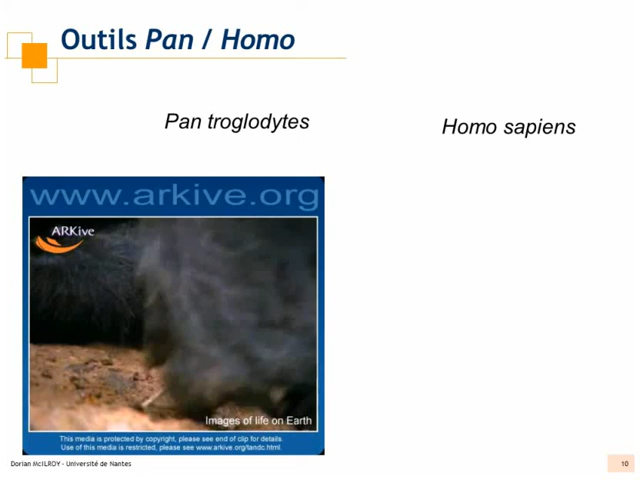 Outils Pan / Homo
Pan troglodytes
Homo sapiens
www.arkive.org
ARKive
Images of life on Earth
This media is protected by copyright, please see end of clip for details.
Use of this media is restricted, please see www.arkive.org/tandc.html.
Dorian McILROY - Université de Nantes
10